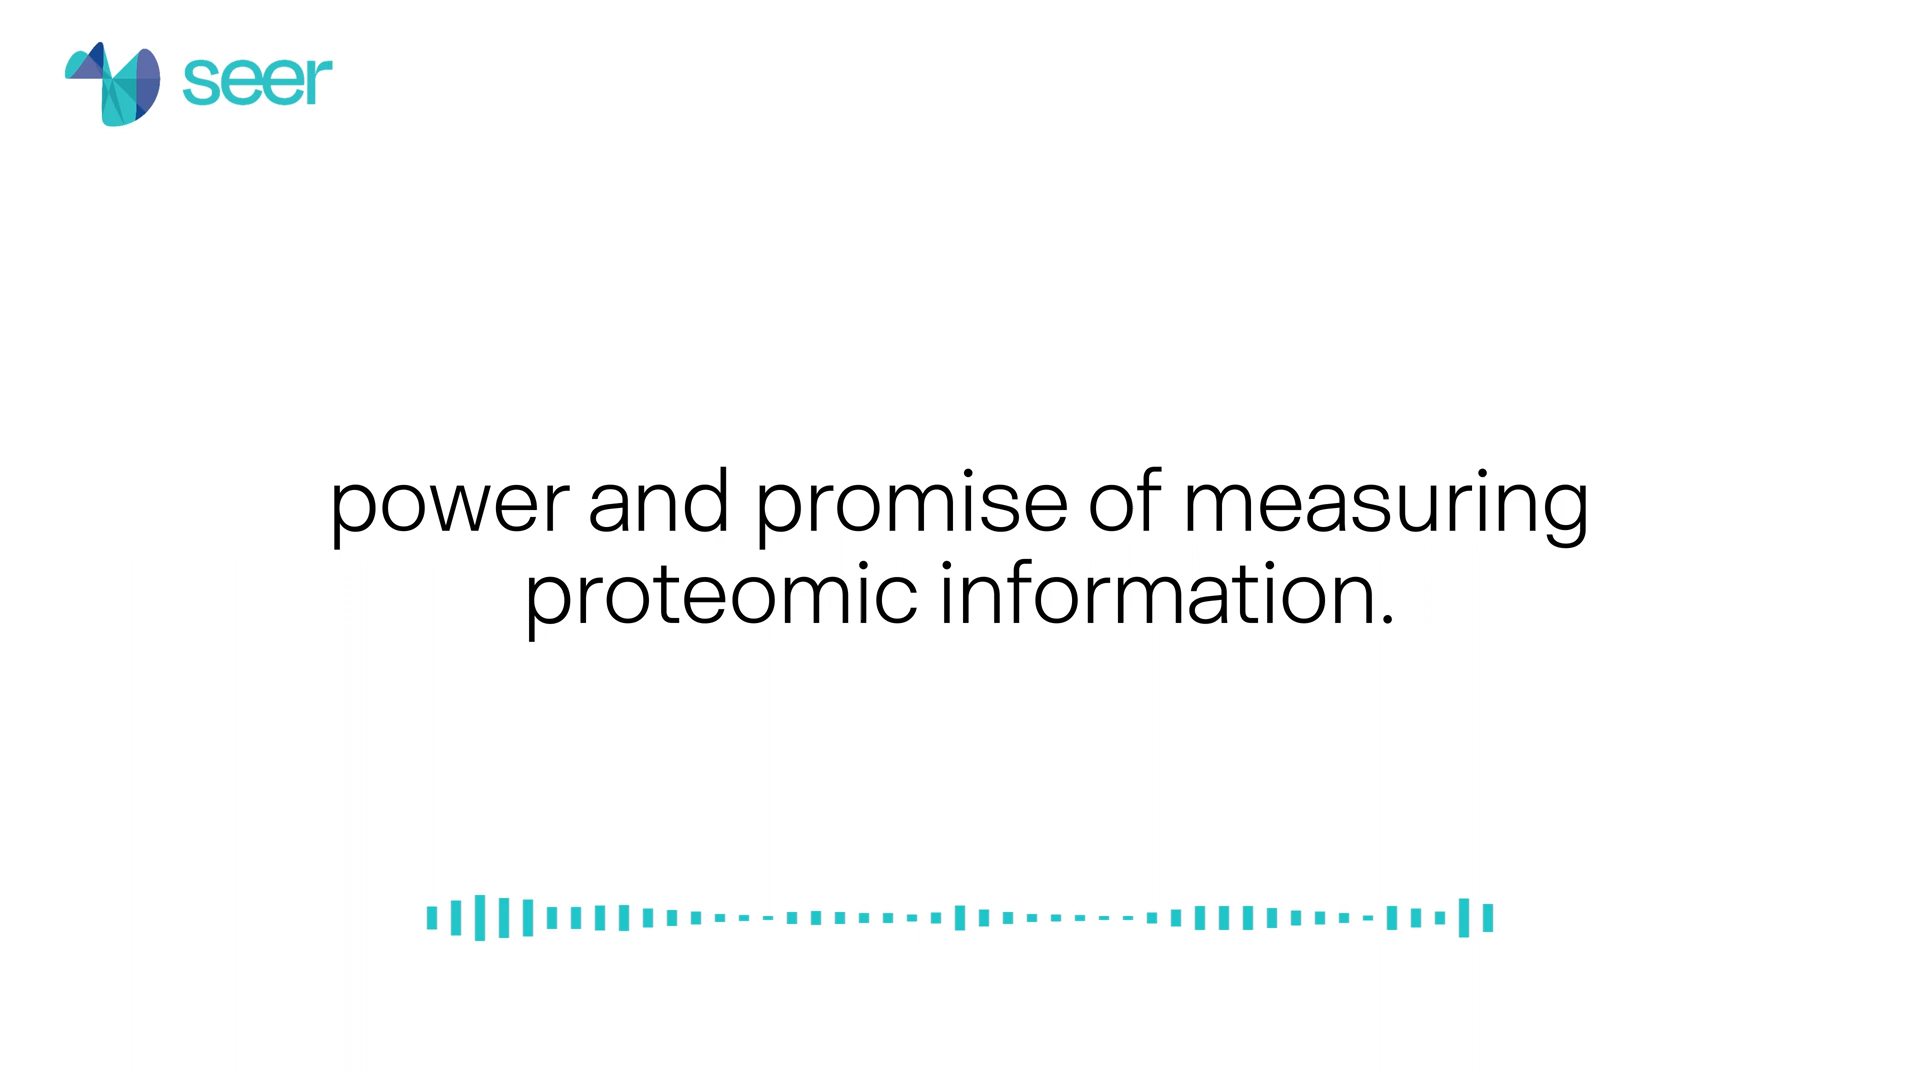 seer
power and promise of measuring
proteomic information.